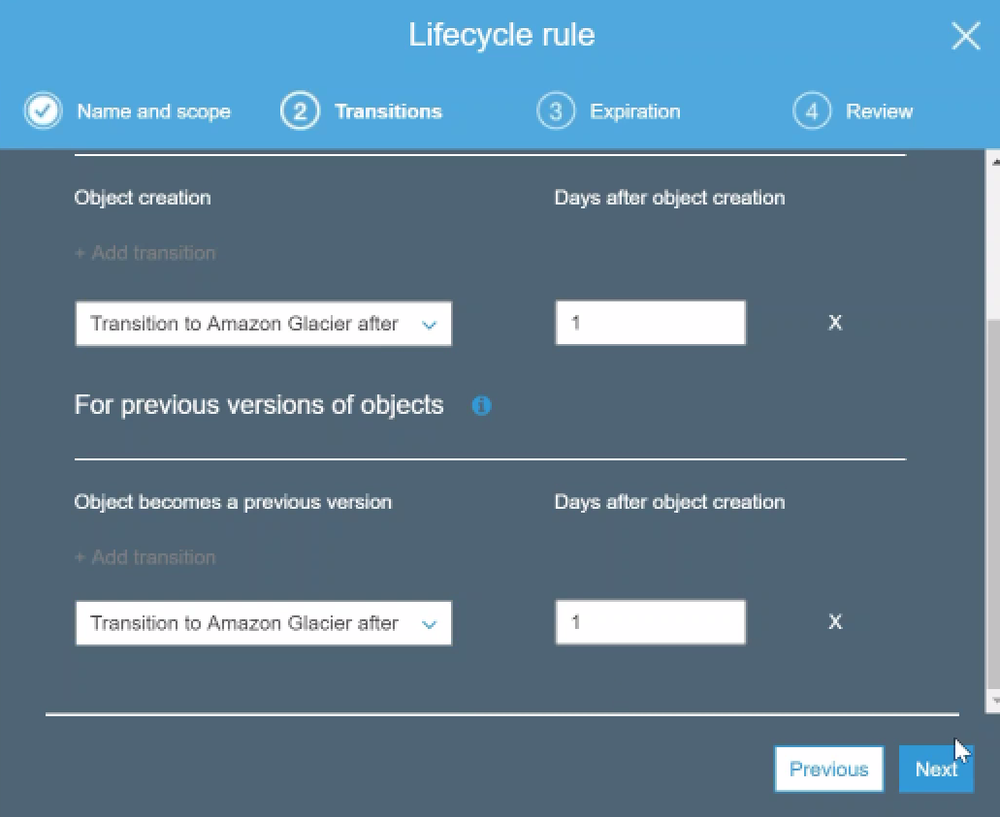 Lifecycle rule
Name and scope 2 Transitions 3 Expiration 4 Review
Object creation Days after object creation
+ Add transition
Transition to Amazon Glacier after 1 X
For previous versions of objects i
Object becomes a previous version Days after object creation
+ Add transition
Transition to Amazon Glacier after 1 X
Previous Next